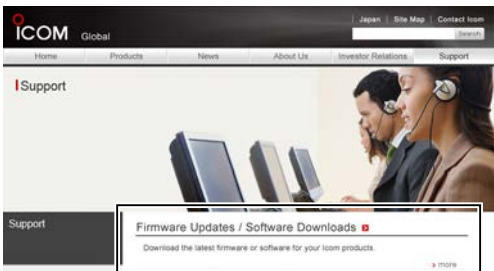 ICOM Global
Japan | Site Map | Contact Icom
Search
Home Products News About Us Investor Relations Support
Support
Support
Firmware Updates / Software Downloads
Download the latest firmware or software for your Icom products.
more